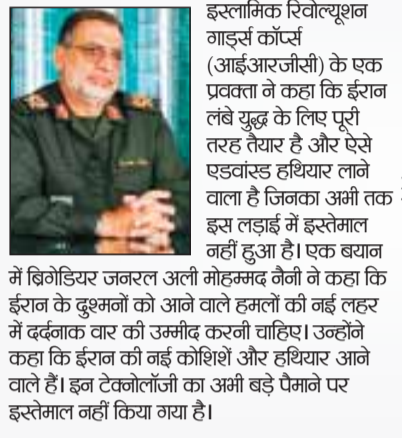 इस्लामिक रिवोल्यूशन
गार्ड्स कॉर्प्स
(आईआरजीसी) के एक
प्रवक्ता ने कहा कि ईरान
लंबे युद्ध के लिए पूरी
तरह तैयार है और ऐसे
एडवांस्ड हथियार लाने
वाला है जिनका अभी तक
इस लड़ाई में इस्तेमाल
नहीं हुआ है। एक बयान
में ब्रिगेडियर जनरल अली मोहम्मद नैनी ने कहा कि
ईरान के दुश्मनों को आने वाले हमलों की नई लहर
में दर्दनाक वार की उम्मीद करनी चाहिए। उन्होंने
कहा कि ईरान की नई कोशिशें और हथियार आने
वाले हैं। इन टेक्नोलॉजी का अभी बड़े पैमाने पर
इस्तेमाल नहीं किया गया है।